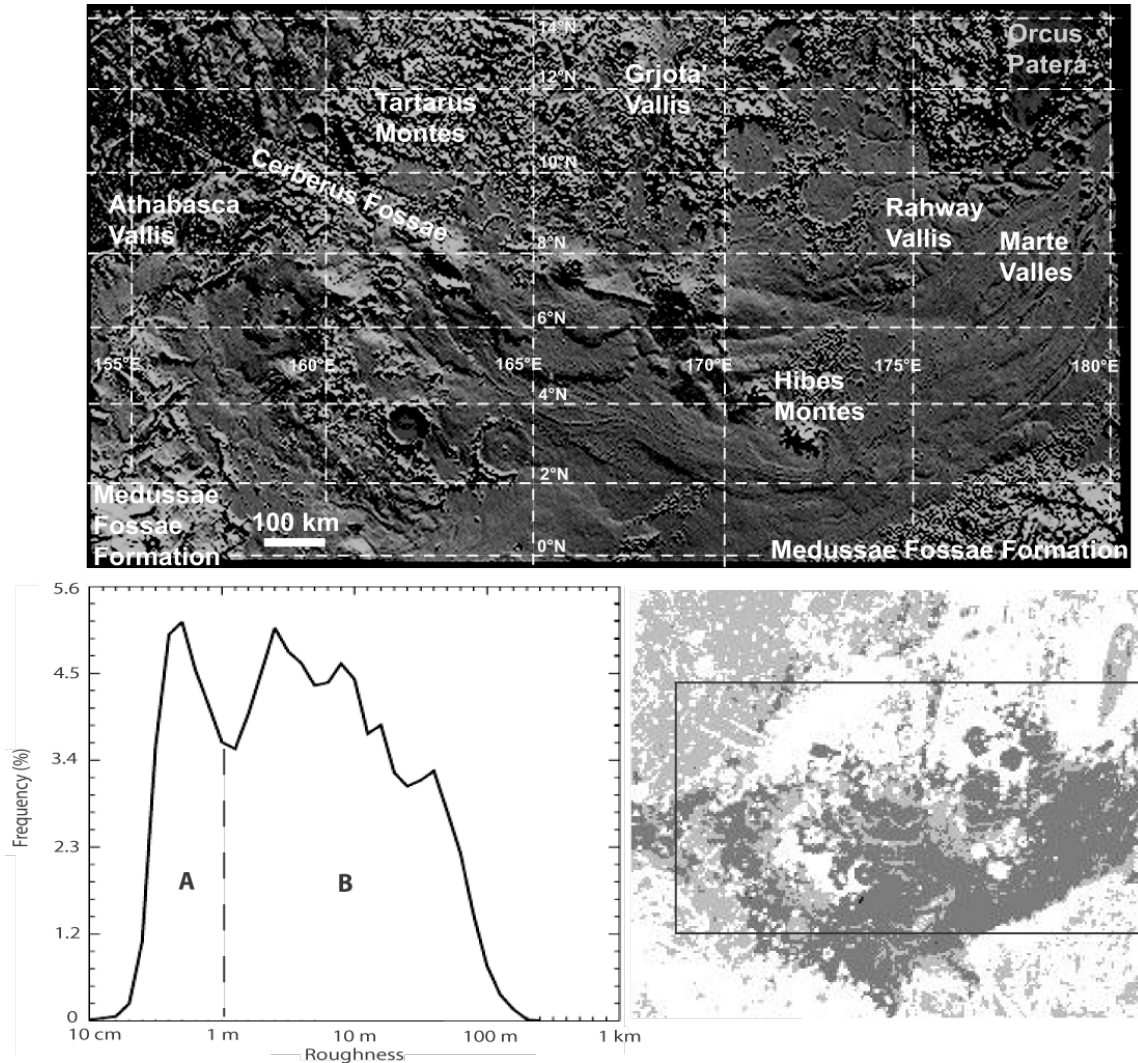 Orcus
Patera
14°N
12°N
Grjota'
Vallis
Tartarus
Montes
10°N
Cerberus Fossae
Athabasca
Vallis
Rahway
Vallis
Marte
Valles
8°N
6°N
155°E
160°E
165°E
170°E
175°E
180°E
Hibes
Montes
4°N
2°N
Medussae
Fossae
Formation
100 km
0°N
Medussae Fossae Formation
5.6
4.5
3.4
2.3
1.2
0
Frequency (%)
A
B
10 cm
1 m
10 m
100 m
1 km
Roughness